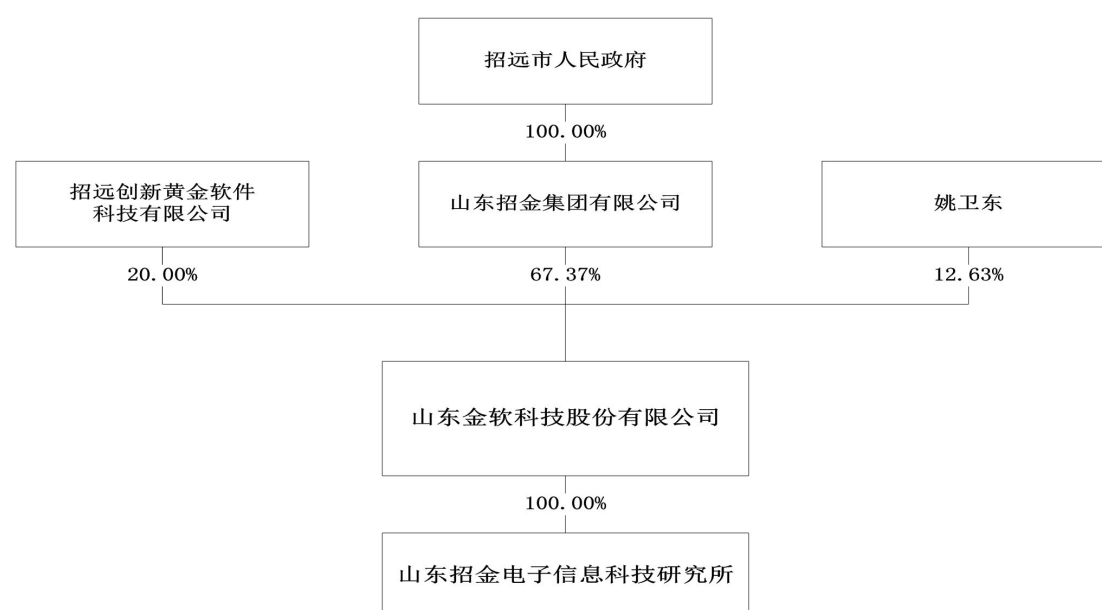 招远市人民政府
100.00%
招远创新黄金软件
科技有限公司
山东招金集团有限公司
姚卫东
20.00%
67.37%
12.63%
山东金软科技股份有限公司
100.00%
山东招金电子信息科技研究所